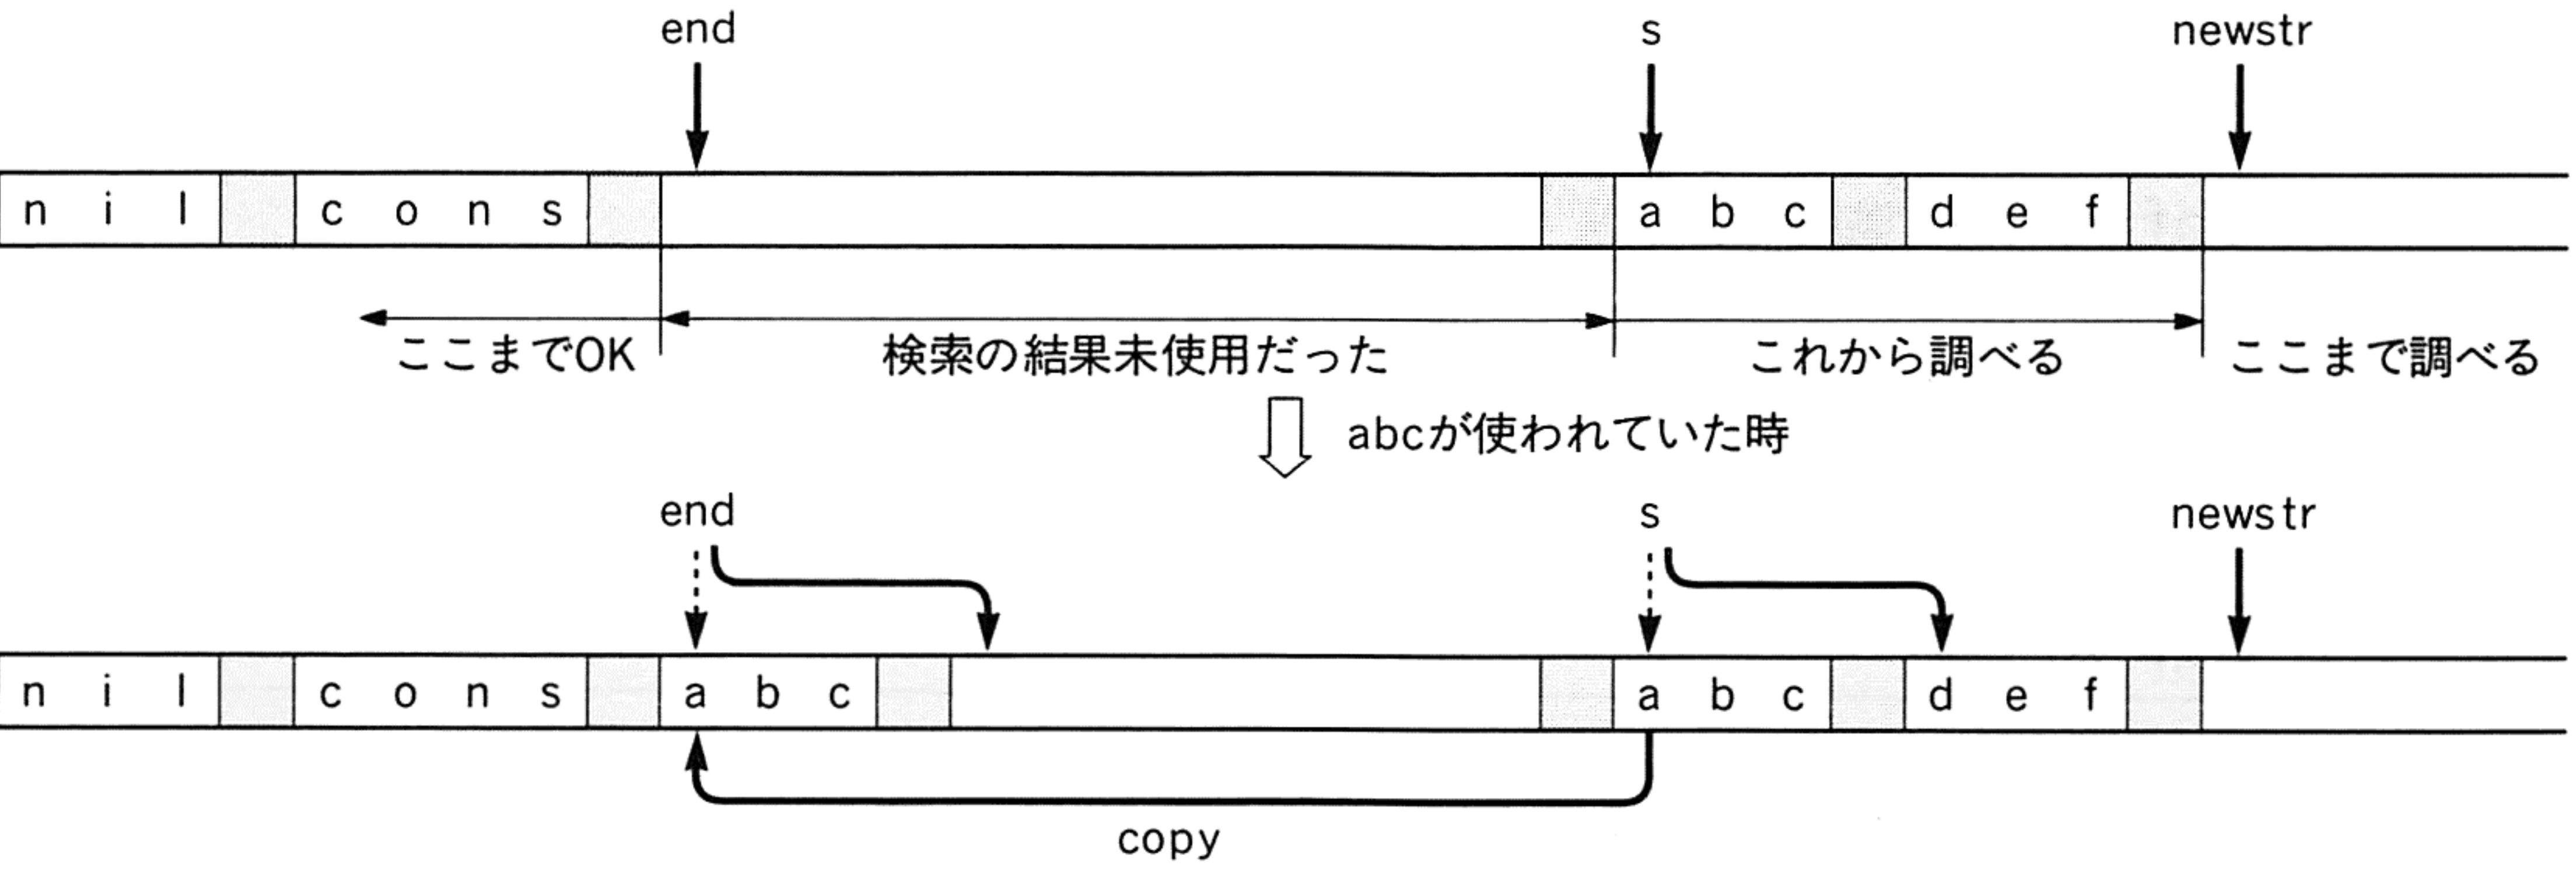 end s newstr
n i l c o n s a b c d e f
ここまでOK 検索の結果未使用だった これから調べる ここまで調べる
abcが使われていた時
end s newstr
n i l c o n s a b c a b c d e f
copy